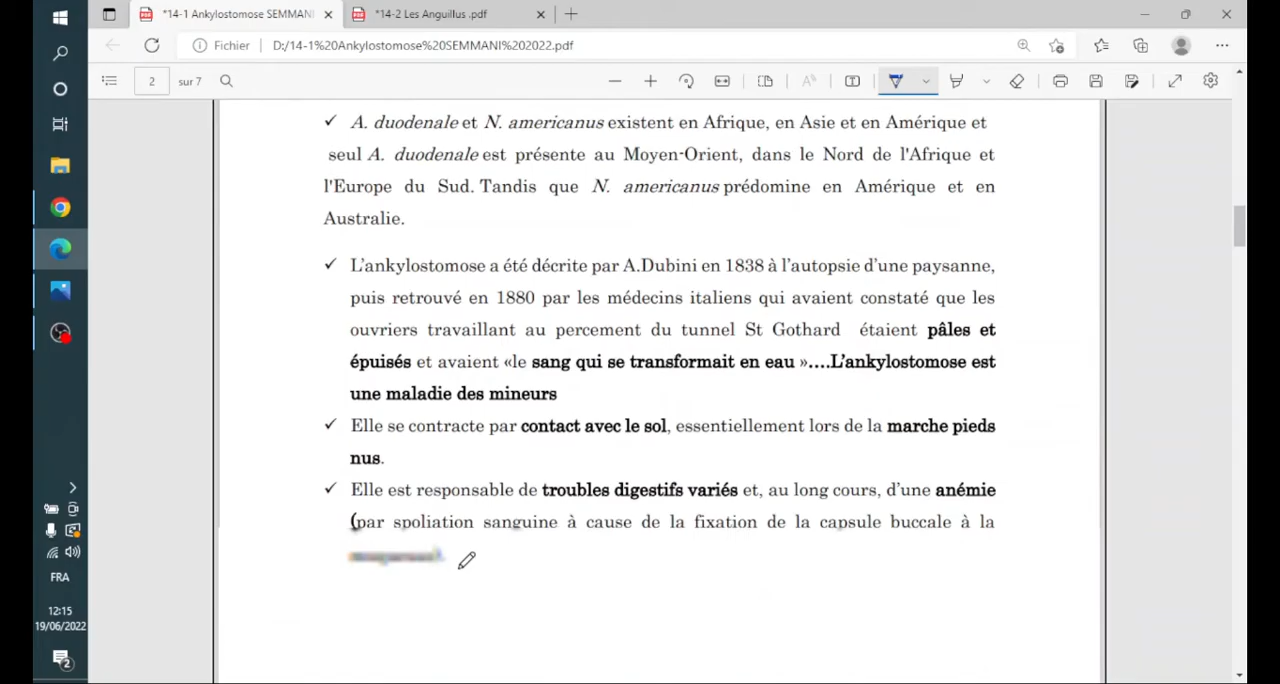 *14-1 Ankylostomose SEMMANI
*14-2 Les Anguillus .pdf
Fichier
D:/14-1%20Ankylostomose%20SEMMANI%202022.pdf
2
sur 7
✓ A. duodenale et N. americanus existent en Afrique, en Asie et en Amérique et
seul A. duodenale est présente au Moyen-Orient, dans le Nord de l'Afrique et
l'Europe du Sud. Tandis que N. americanus prédomine en Amérique et en
Australie.
✓ L'ankylostomose a été décrite par A.Dubini en 1838 à l'autopsie d'une paysanne,
puis retrouvé en 1880 par les médecins italiens qui avaient constaté que les
ouvriers travaillant au percement du tunnel St Gothard étaient pâles et
épuisés et avaient «le sang qui se transformait en eau »....L'ankylostomose est
une maladie des mineurs
✓ Elle se contracte par contact avec le sol, essentiellement lors de la marche pieds
nus.
✓ Elle est responsable de troubles digestifs variés et, au long cours, d'une anémie
(par spoliation sanguine à cause de la fixation de la capsule buccale à la
FRA
12:15
19/06/2022
2